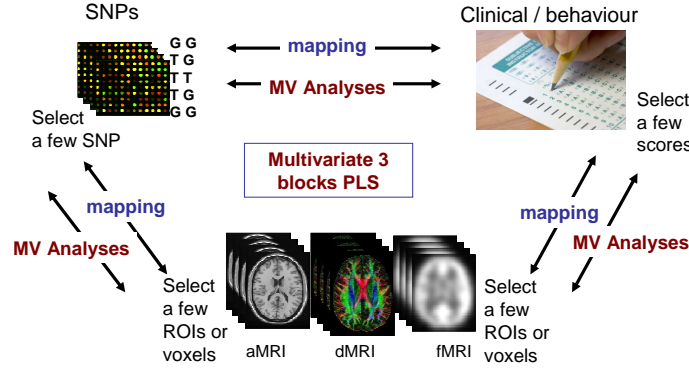 SNPs
Clinical / behaviour
G G
T G
T T
T G
G G
mapping
MV Analyses
Select
a few SNP
Select
a few
scores
Multivariate 3
blocks PLS
mapping
MV Analyses
mapping
MV Analyses
Select
a few
ROIs or
voxels
Select
a few
ROIs or
voxels
aMRI
dMRI
fMRI